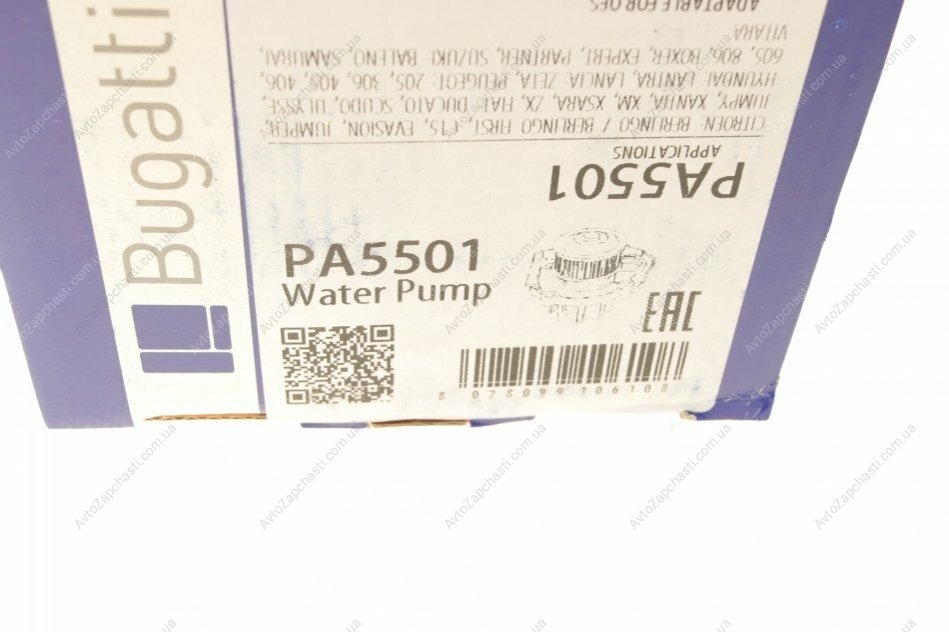 Bugatti
ADAPTABLE FOR OES
PA5501
APPLICATIONS
CITROEN: BERLINGO / BERLINGO FIRST, C15, EVASION, JUMPER,
JUMPY, XANTIA, XM, XSARA, ZX, FIAT: DUCATO, SCUDO, ULYSSE,
HYUNDAI: LANTRA, LANCIA: ZETA, PEUGEOT: 205, 306, 405, 406,
605, 806, BOXER, EXPERT, PARTNER, SUZUKI: BALENO, SAMURAI,
VITARA
PA5501
Water Pump
EAC
8 028099 106108
AvtoZapchasti.com.ua